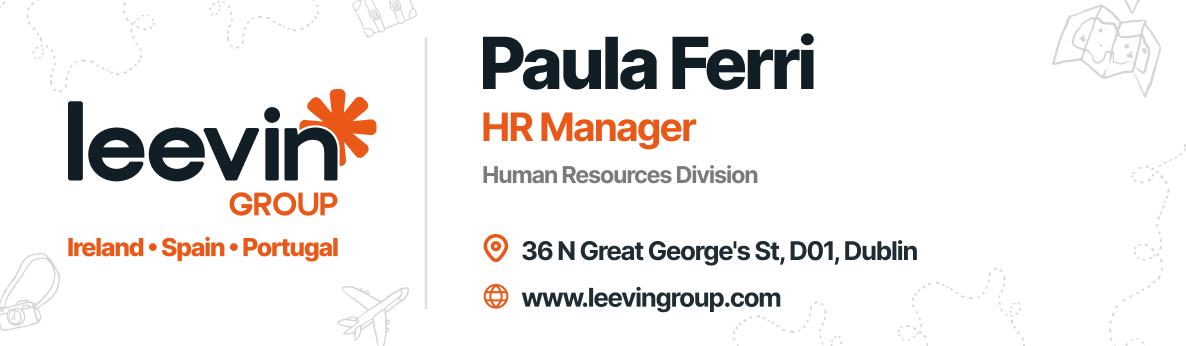 leevin
GROUP
Ireland • Spain • Portugal
Paula Ferri
HR Manager
Human Resources Division
36 N Great George's St, D01, Dublin
www.leevingroup.com